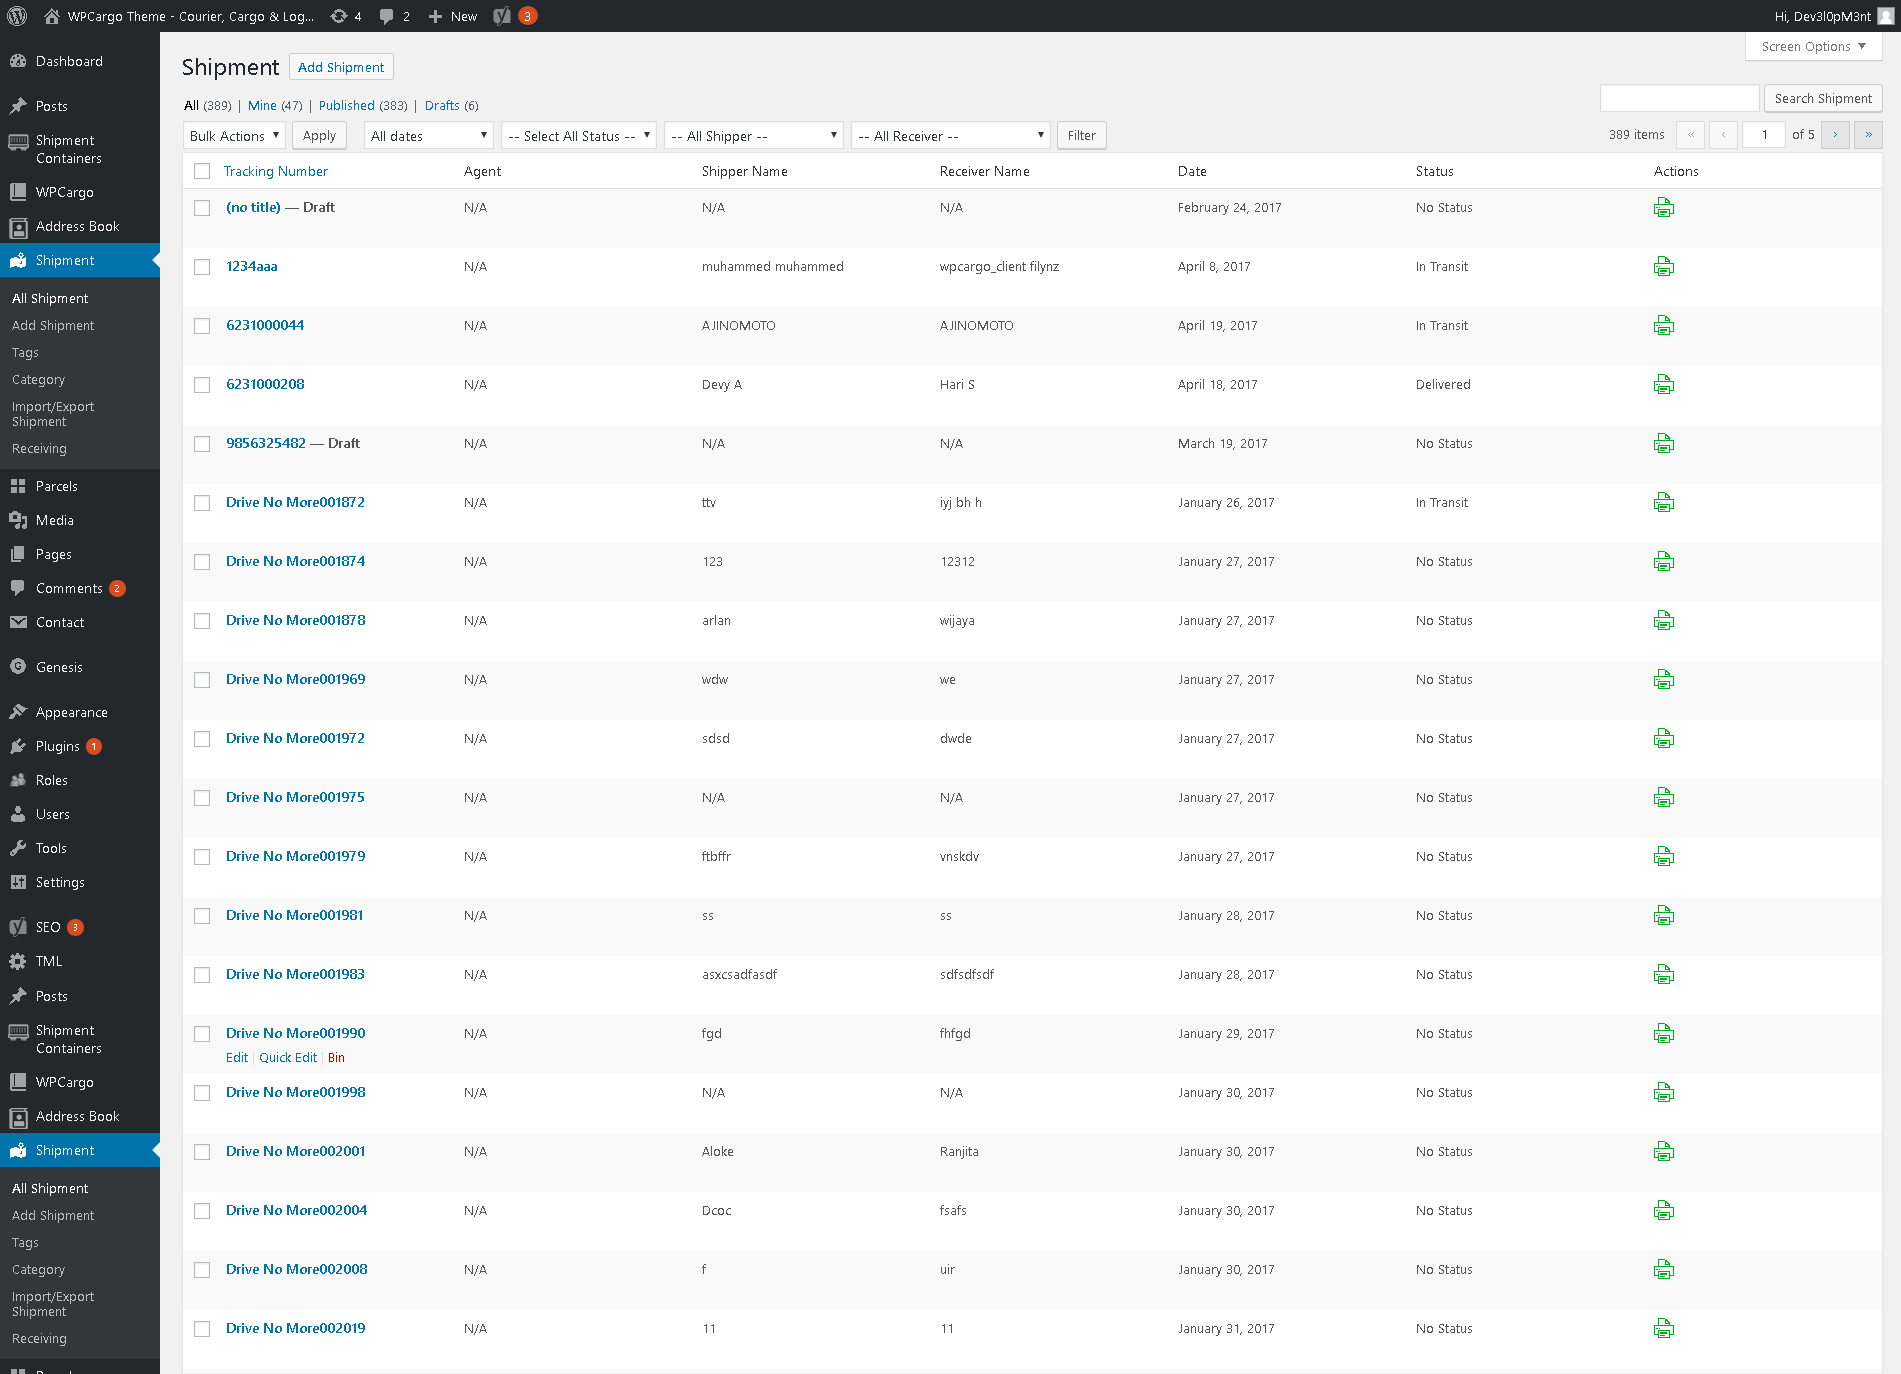 WPCargo Theme - Courier, Cargo & Log... 4 2 New 3 Hi, Dev3l0pM3nt
Screen Options ▼
Dashboard
Posts
Shipment
Containers
WPCargo
Address Book
Shipment
All Shipment
Add Shipment
Tags
Category
Import/Export
Shipment
Receiving
Parcels
Media
Pages
Comments 2
Contact
Genesis
Appearance
Plugins 1
Roles
Users
Tools
Settings
SEO 3
TML
Posts
Shipment
Containers
WPCargo
Address Book
Shipment
All Shipment
Add Shipment
Tags
Category
Import/Export
Shipment
Receiving
Shipment Add Shipment
All (389) | Mine (47) | Published (383) | Drafts (6)
Search Shipment
Bulk Actions Apply All dates -- Select All Status -- -- All Shipper -- -- All Receiver -- Filter 389 items « ‹ 1 of 5 › »
Tracking Number Agent Shipper Name Receiver Name Date Status Actions
(no title) — Draft N/A N/A N/A February 24, 2017 No Status
1234aaa N/A muhammed muhammed wpcargo_client filynz April 8, 2017 In Transit
6231000044 N/A AJINOMOTO AJINOMOTO April 19, 2017 In Transit
6231000208 N/A Devy A Hari S April 18, 2017 Delivered
9856325482 — Draft N/A N/A N/A March 19, 2017 No Status
Drive No More001872 N/A ttv iyj bh h January 26, 2017 In Transit
Drive No More001874 N/A 123 12312 January 27, 2017 No Status
Drive No More001878 N/A arlan wijaya January 27, 2017 No Status
Drive No More001969 N/A wdw we January 27, 2017 No Status
Drive No More001972 N/A sdsd dwde January 27, 2017 No Status
Drive No More001975 N/A N/A N/A January 27, 2017 No Status
Drive No More001979 N/A ftbffr vnskdv January 27, 2017 No Status
Drive No More001981 N/A ss ss January 28, 2017 No Status
Drive No More001983 N/A asxcsadfasdf sdfsdfsdf January 28, 2017 No Status
Drive No More001990 N/A fgd fhfgd January 29, 2017 No Status
Edit | Quick Edit | Bin
Drive No More001998 N/A N/A N/A January 30, 2017 No Status
Drive No More002001 N/A Aloke Ranjita January 30, 2017 No Status
Drive No More002004 N/A Dcoc fsafs January 30, 2017 No Status
Drive No More002008 N/A f uir January 30, 2017 No Status
Drive No More002019 N/A 11 11 January 31, 2017 No Status